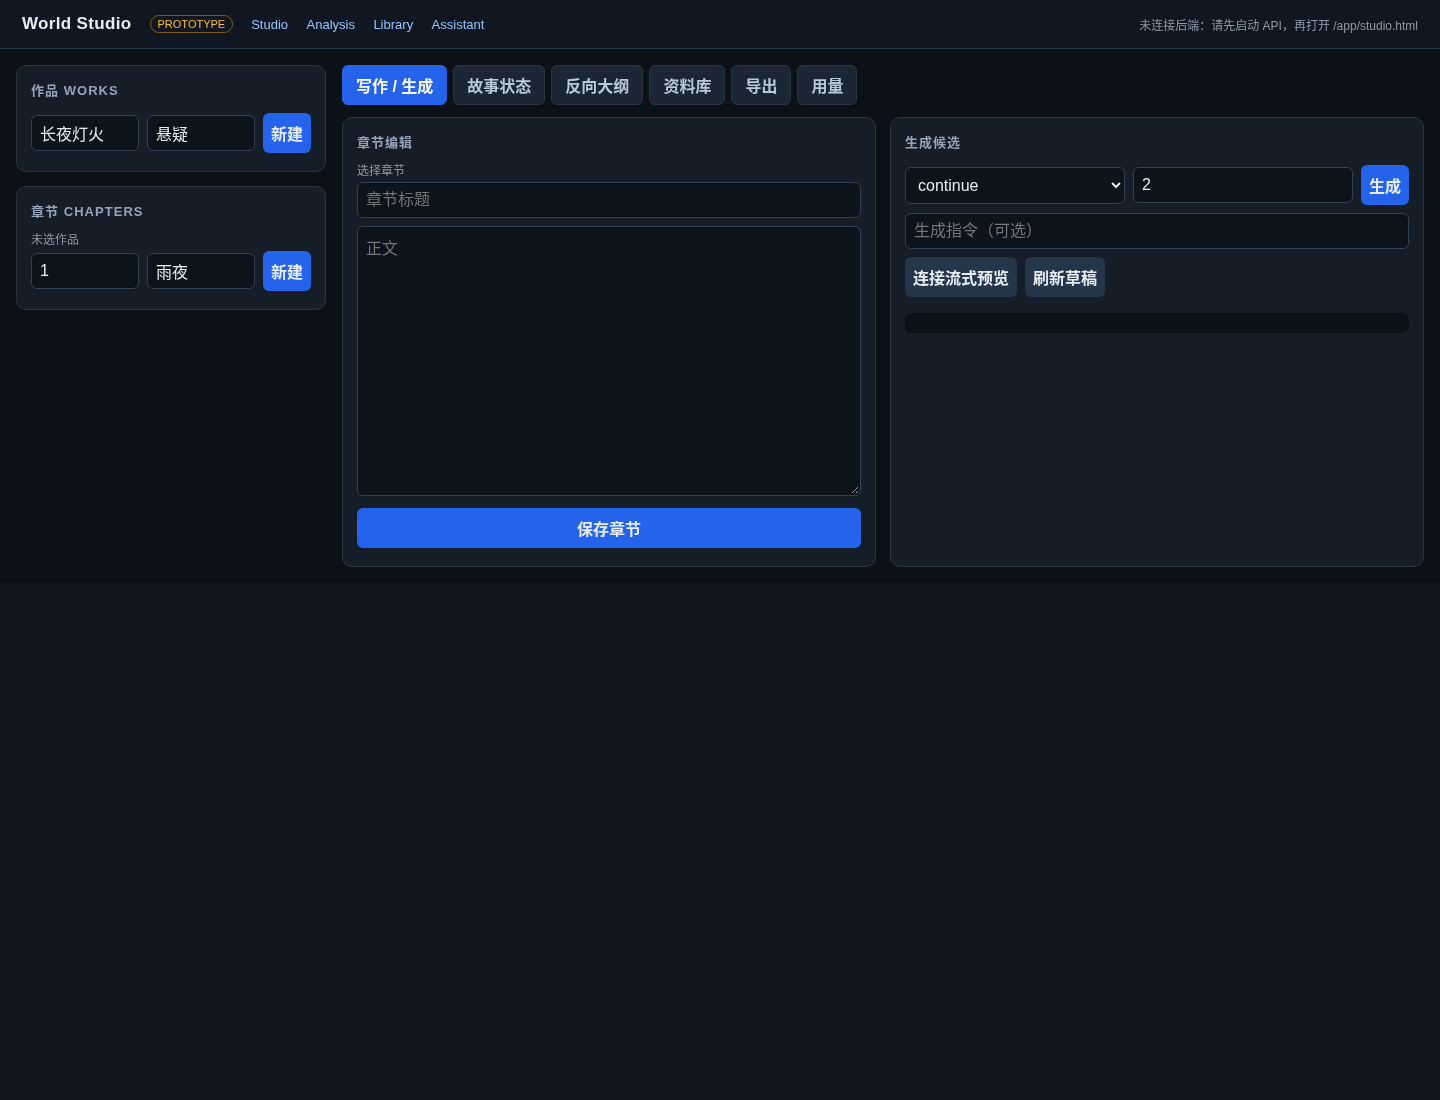 World Studio PROTOTYPE Studio Analysis Library Assistant 未连接后端：请先启动 API，再打开 /app/studio.html
作品 WORKS
长夜灯火 悬疑 新建
章节 CHAPTERS
未选作品
1 雨夜 新建
写作 / 生成 故事状态 反向大纲 资料库 导出 用量
章节编辑
选择章节
章节标题
正文
保存章节
生成候选
continue 2 生成
生成指令（可选）
连接流式预览 刷新草稿